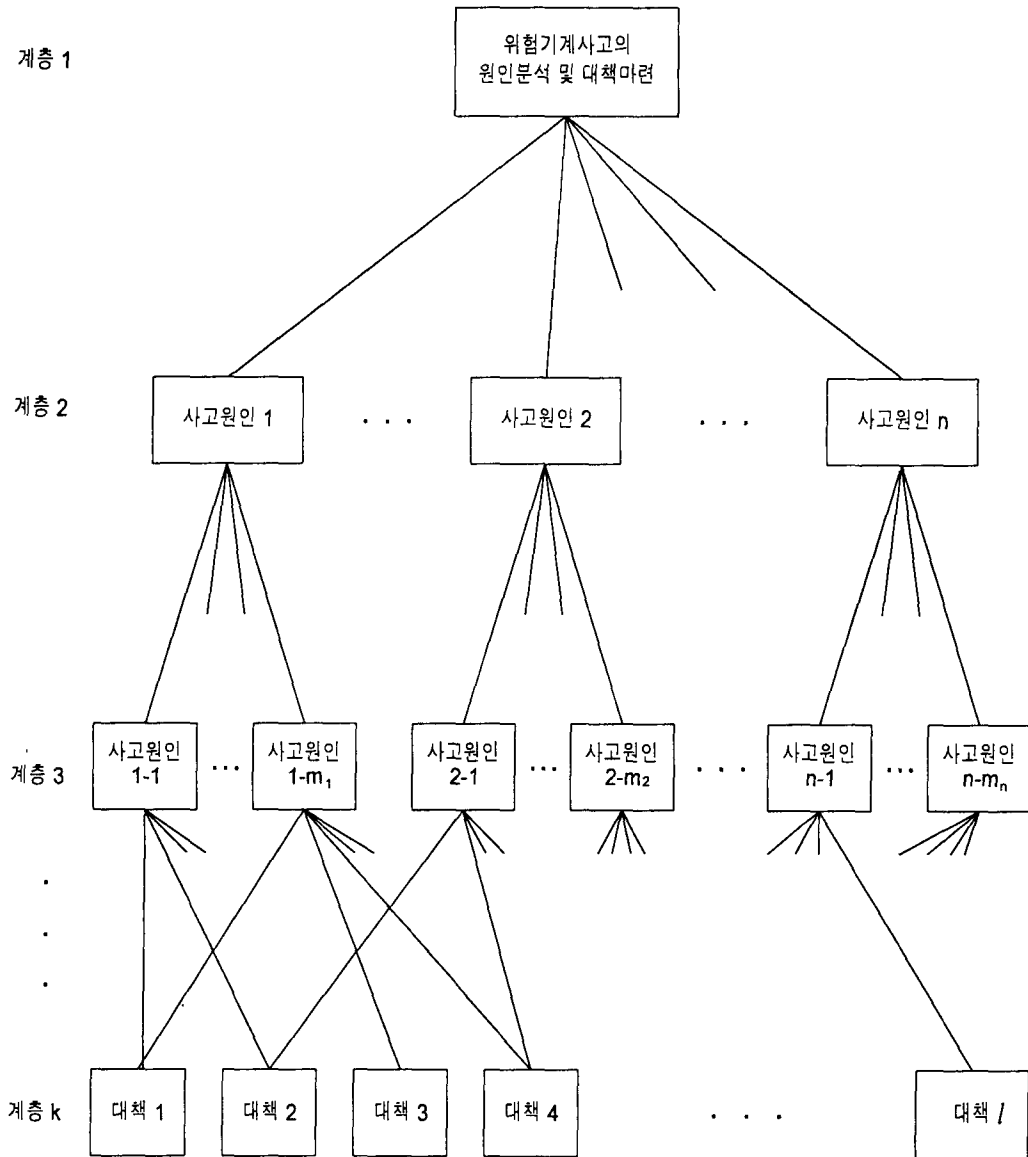 계층 1
위험기계사고의
원인분석 및 대책마련
계층 2
사고원인 1
. . .
사고원인 2
. . .
사고원인 n
계층 3
사고원인
1-1
...
사고원인
1-m₁
사고원인
2-1
...
사고원인
2-m₂
. . .
사고원인
n-1
...
사고원인
n-mₙ
계층 k
대책 1
대책 2
대책 3
대책 4
. . .
대책 l